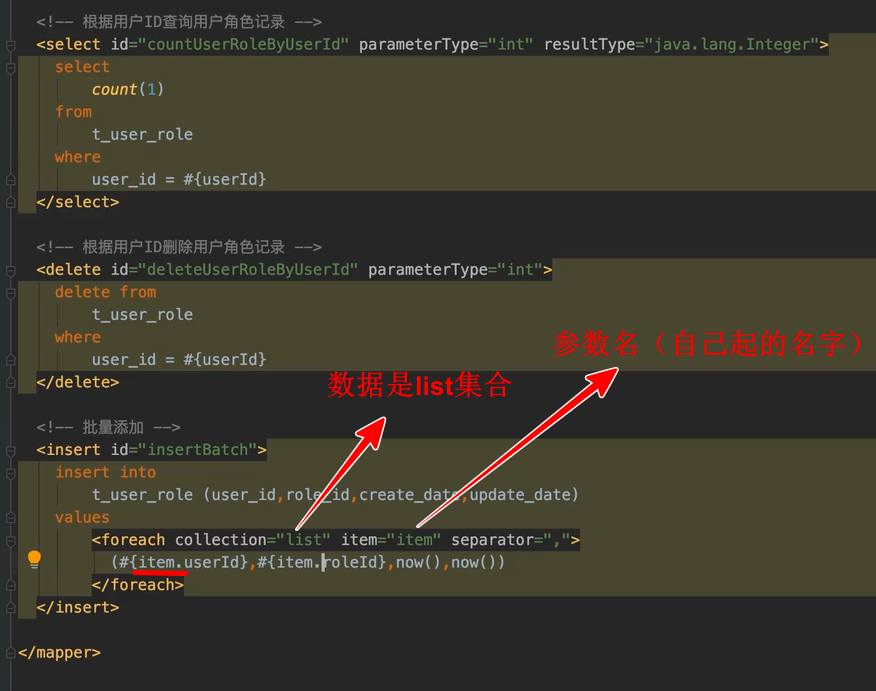 <!-- 根据用户ID查询用户角色记录 -->
<select id="countUserRoleByUserId" parameterType="int" resultType="java.lang.Integer">
select
count(1)
from
t_user_role
where
user_id = #{userId}
</select>
<!-- 根据用户ID删除用户角色记录 -->
<delete id="deleteUserRoleByUserId" parameterType="int">
delete from
t_user_role
where
user_id = #{userId}
</delete>
参数名（自己起的名字）
数据是list集合
<!-- 批量添加 -->
<insert id="insertBatch">
insert into
t_user_role (user_id,role_id,create_date,update_date)
values
<foreach collection="list" item="item" separator=",">
(#{item.userId},#{item.roleId},now(),now())
</foreach>
</insert>
</mapper>